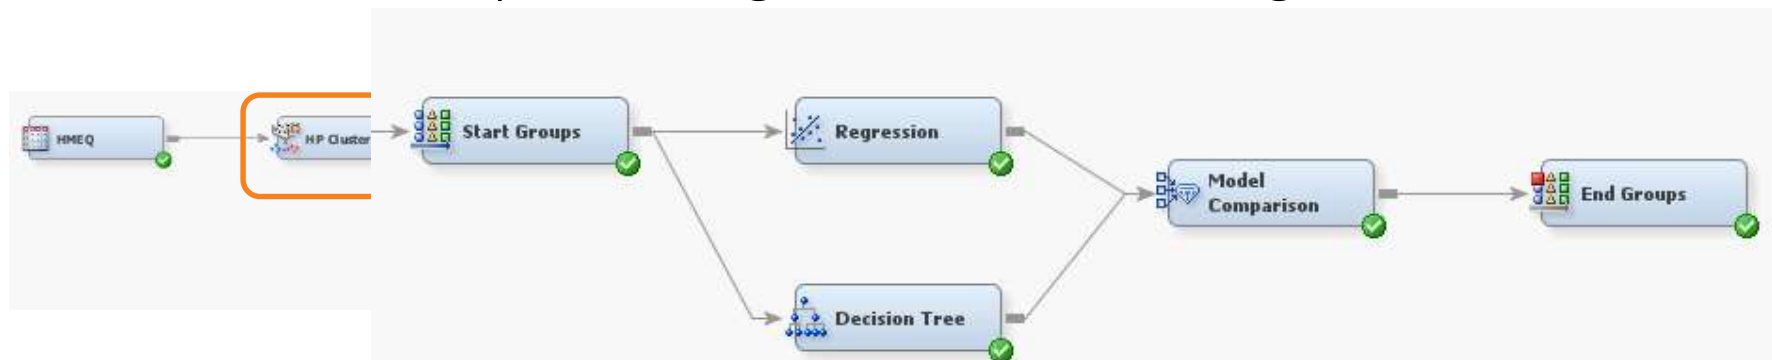 HMEQ
HP Cluster
Start Groups
Regression
Decision Tree
Model
Comparison
End Groups